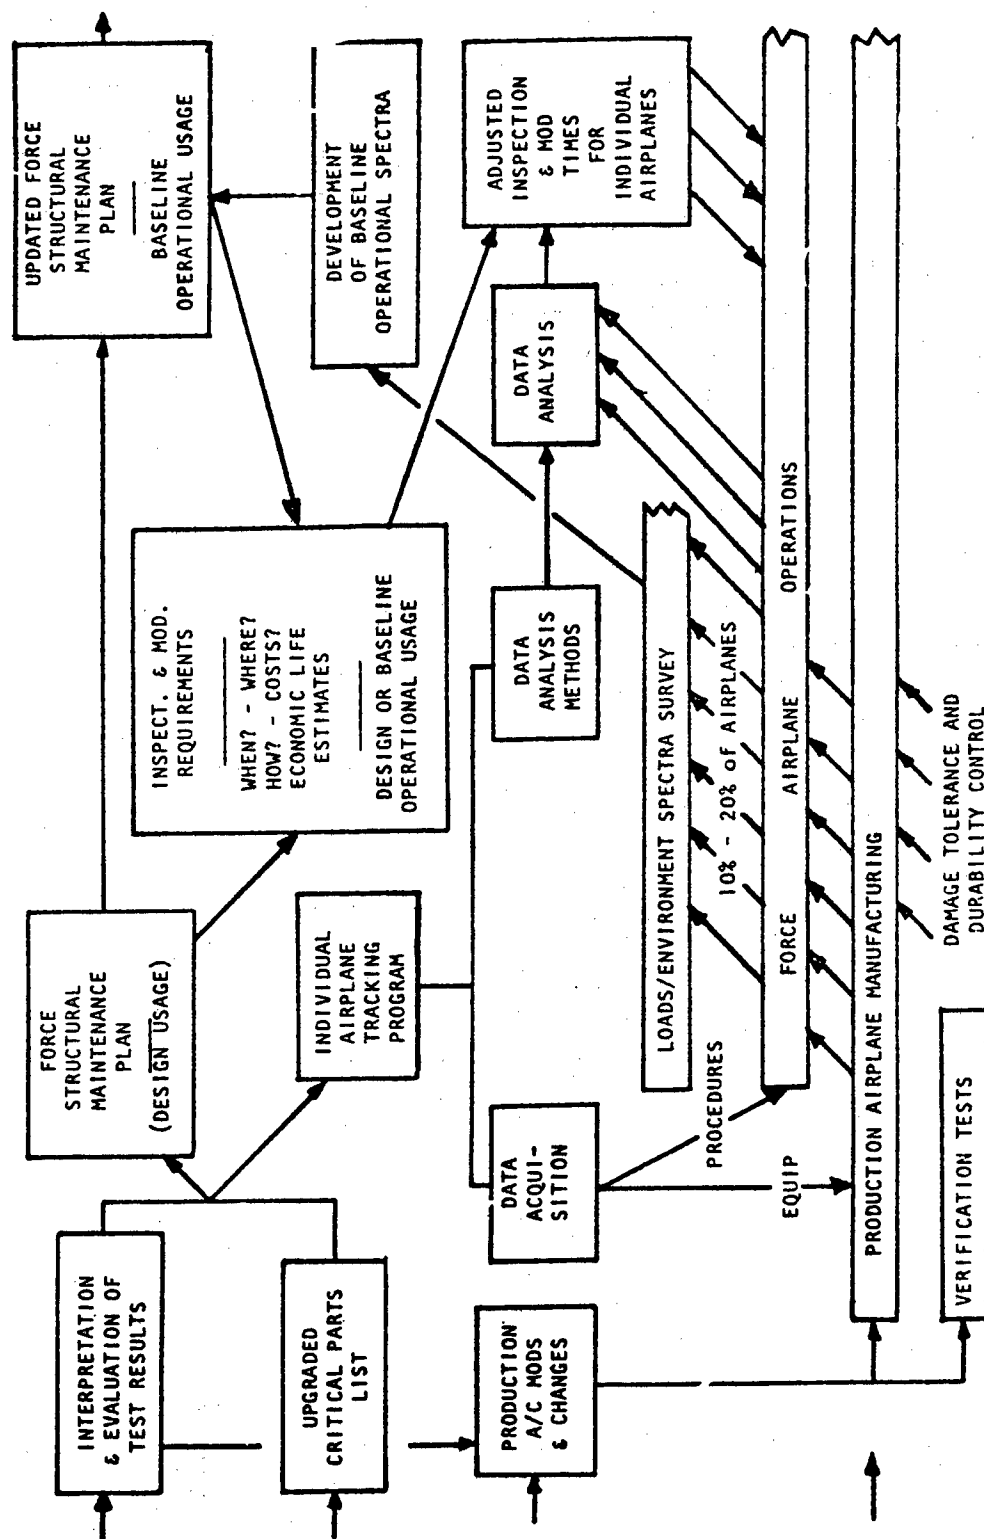 INTERPRETATION
& EVALUATION OF
TEST RESULTS
UPGRADED
CRITICAL PARTS
LIST
PRODUCTION
A/C MODS
& CHANGES
FORCE
STRUCTURAL
MAINTENANCE
PLAN
(DESIGN USAGE)
INDIVIDUAL
AIRPLANE
TRACKING
PROGRAM
DATA
ACQUI-
SITION
PROCEDURES
EQUIP
INSPECT. & MOD.
REQUIREMENTS
WHEN? - WHERE?
HOW? - COSTS?
ECONOMIC LIFE
ESTIMATES
DESIGN OR BASELINE
OPERATIONAL USAGE
DATA
ANALYSIS
METHODS
DATA
ANALYSIS
UPDATED FORCE
STRUCTURAL
MAINTENANCE
PLAN
BASELINE
OPERATIONAL USAGE
DEVELOPMENT
OF BASELINE
OPERATIONAL SPECTRA
ADJUSTED
INSPECTION
& MOD
TIMES
FOR
INDIVIDUAL
AIRPLANES
LOADS/ENVIRONMENT SPECTRA SURVEY
10% - 20% of AIRPLANES
FORCE AIRPLANE OPERATIONS
PRODUCTION AIRPLANE MANUFACTURING
DAMAGE TOLERANCE AND
DURABILITY CONTROL
VERIFICATION TESTS